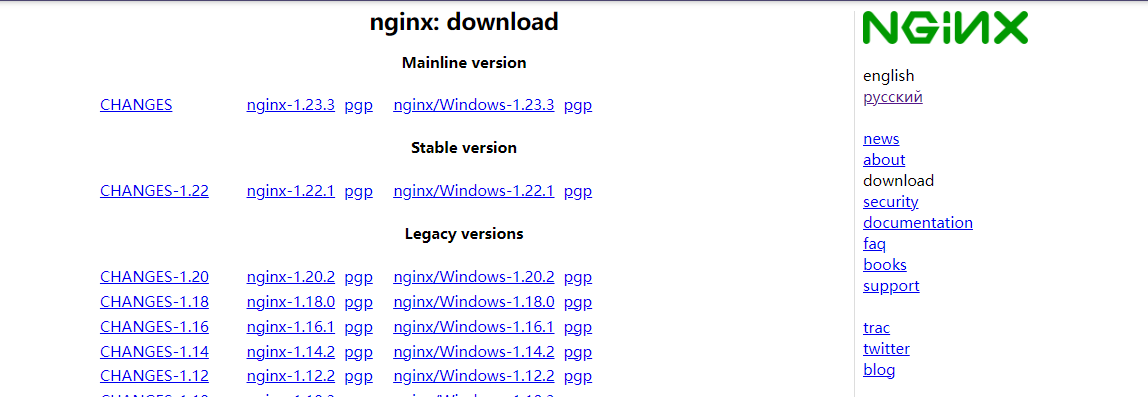 nginx: download
Mainline version
CHANGES nginx-1.23.3 pgp nginx/Windows-1.23.3 pgp
Stable version
CHANGES-1.22 nginx-1.22.1 pgp nginx/Windows-1.22.1 pgp
Legacy versions
CHANGES-1.20 nginx-1.20.2 pgp nginx/Windows-1.20.2 pgp
CHANGES-1.18 nginx-1.18.0 pgp nginx/Windows-1.18.0 pgp
CHANGES-1.16 nginx-1.16.1 pgp nginx/Windows-1.16.1 pgp
CHANGES-1.14 nginx-1.14.2 pgp nginx/Windows-1.14.2 pgp
CHANGES-1.12 nginx-1.12.2 pgp nginx/Windows-1.12.2 pgp
NGINX
english
русский
news
about
download
security
documentation
faq
books
support
trac
twitter
blog